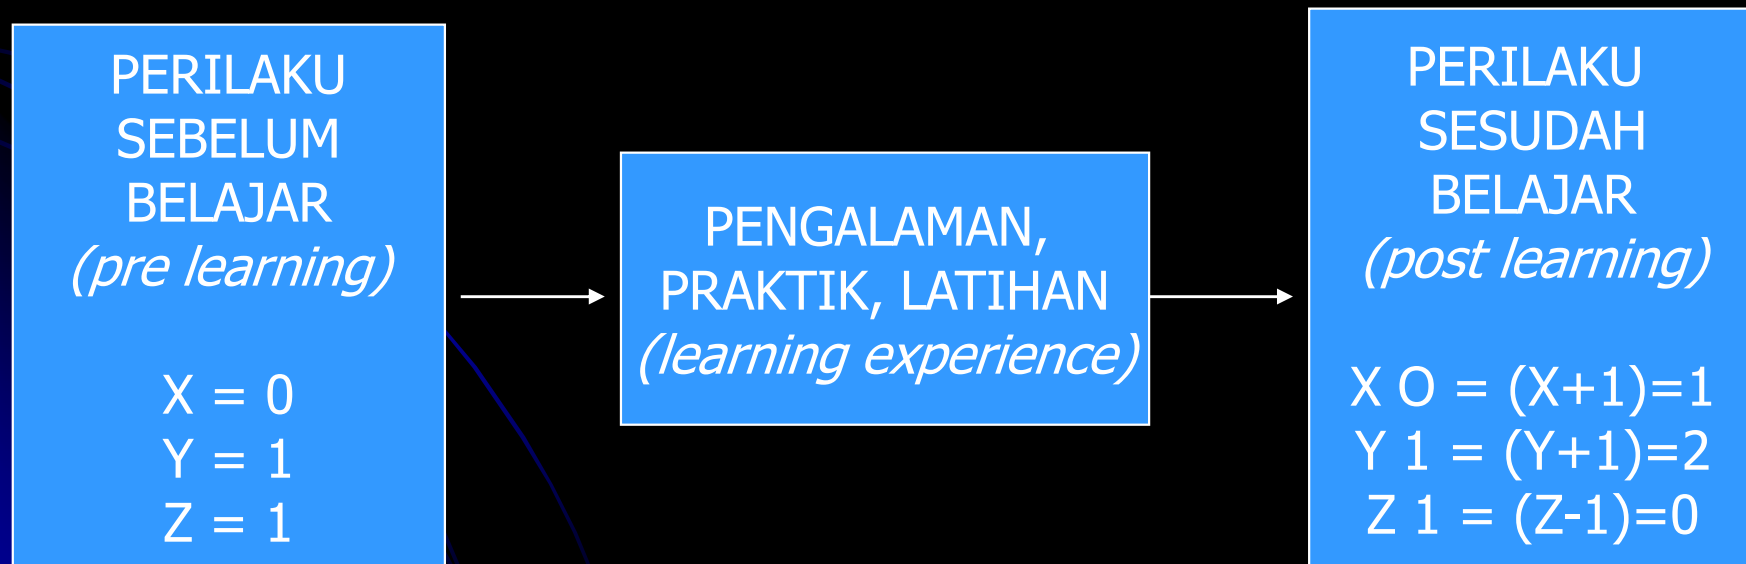 PERILAKU
SEBELUM
BELAJAR
(pre learning)
X = 0
Y = 1
Z = 1
PENGALAMAN,
PRAKTIK, LATIHAN
(learning experience)
PERILAKU
SESUDAH
BELAJAR
(post learning)
X O = (X+1)=1
Y 1 = (Y+1)=2
Z 1 = (Z-1)=0